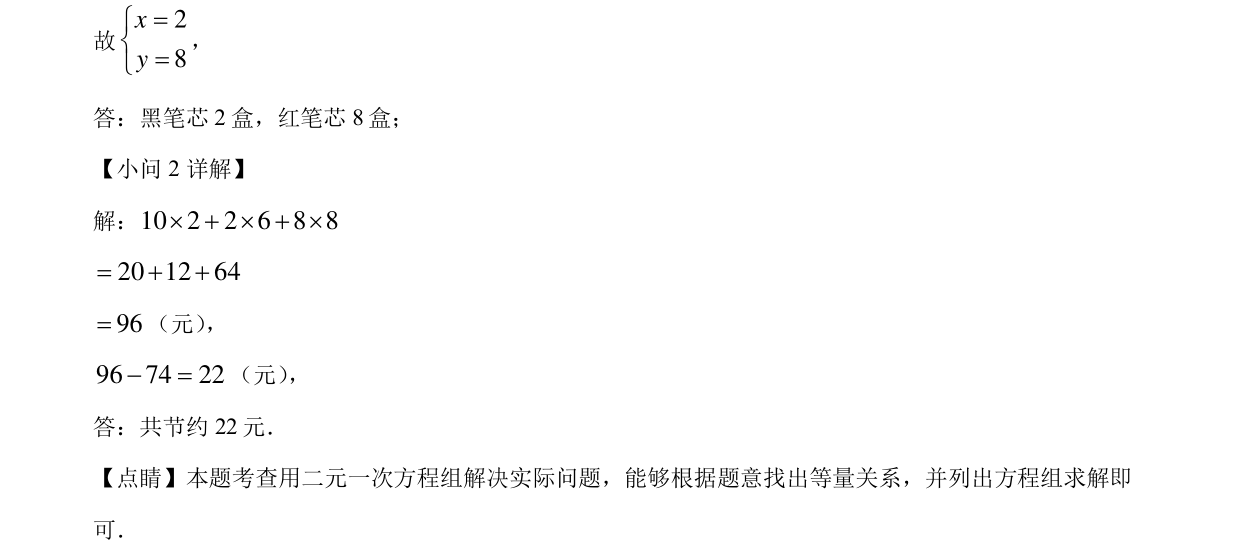 故{x = 2
y = 8，
答：黑笔芯 2 盒，红笔芯 8 盒；
【小问 2 详解】
解：10×2+2×6+8×8
=20+12+64
=96（元），
96−74=22（元），
答：共节约 22 元．
【点睛】本题考查用二元一次方程组解决实际问题，能够根据题意找出等量关系，并列出方程组求解即
可．